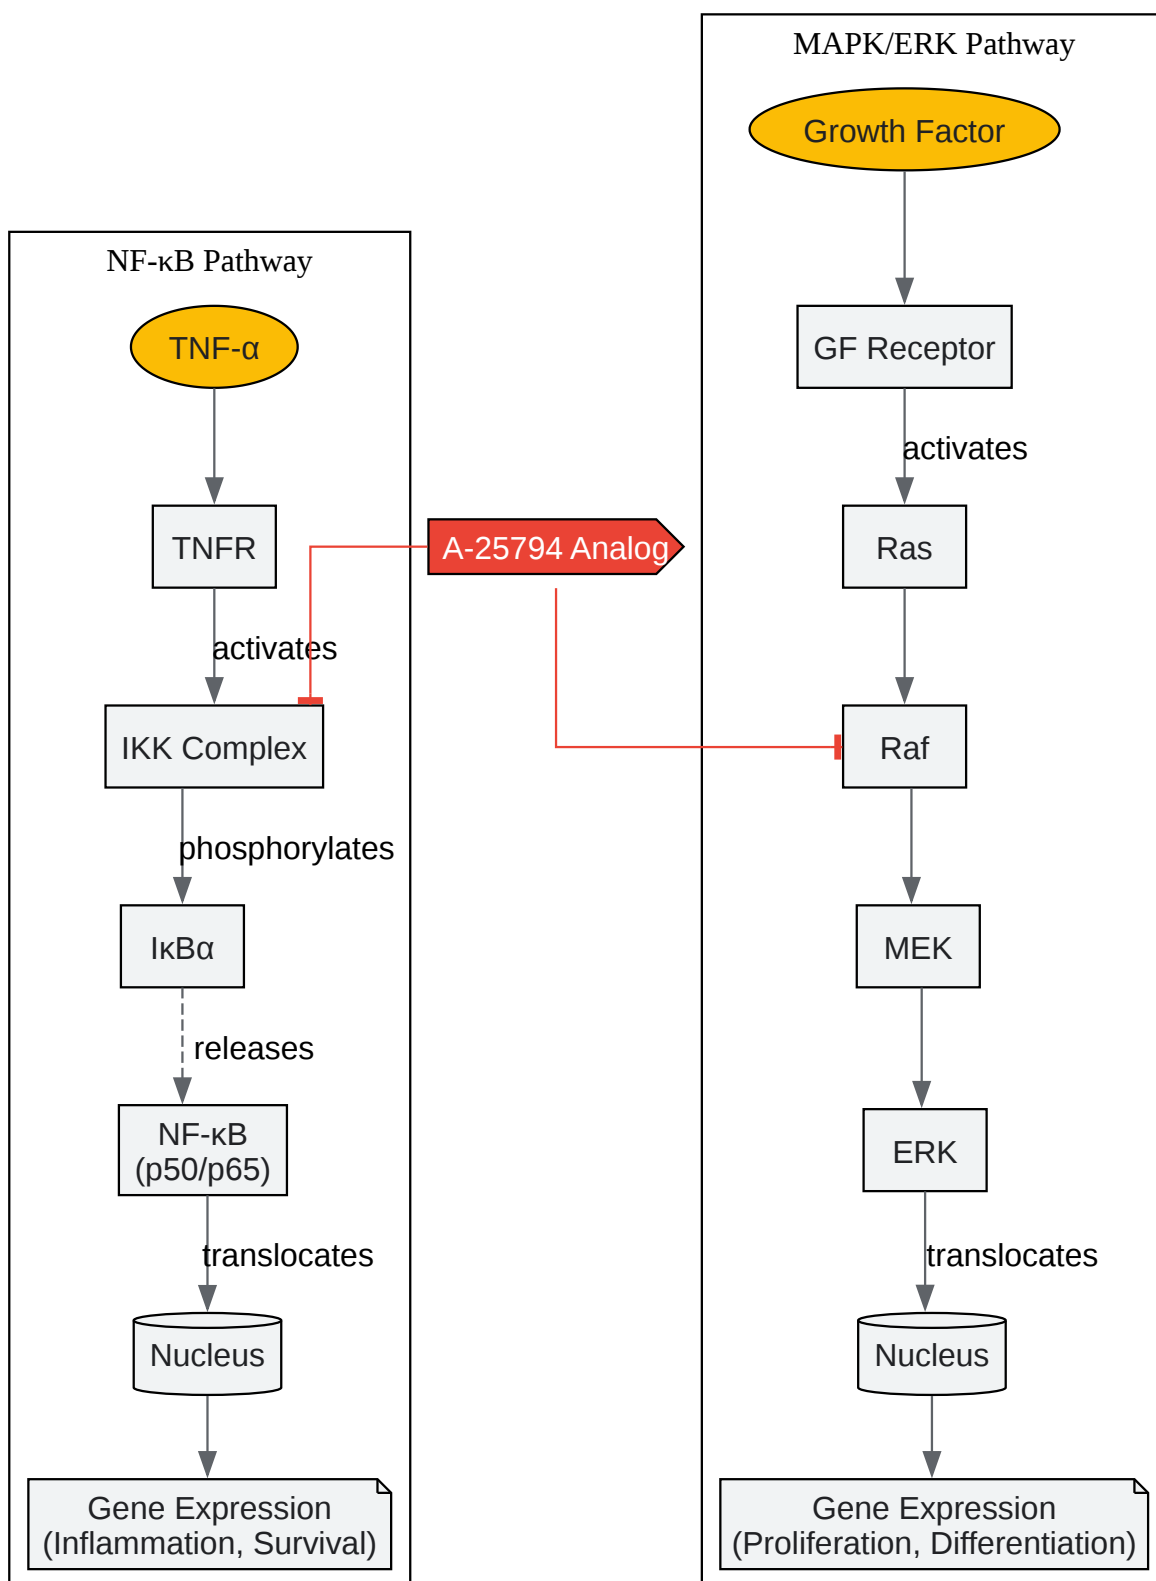 MAPK/ERK Pathway
Growth Factor
GF Receptor
activates
Ras
Raf
MEK
ERK
translocates
Nucleus
Gene Expression
(Proliferation, Differentiation)
NF-κB Pathway
TNF-α
TNFR
activates
IKK Complex
phosphorylates
IκBα
releases
NF-κB
(p50/p65)
translocates
Nucleus
Gene Expression
(Inflammation, Survival)
A-25794 Analog